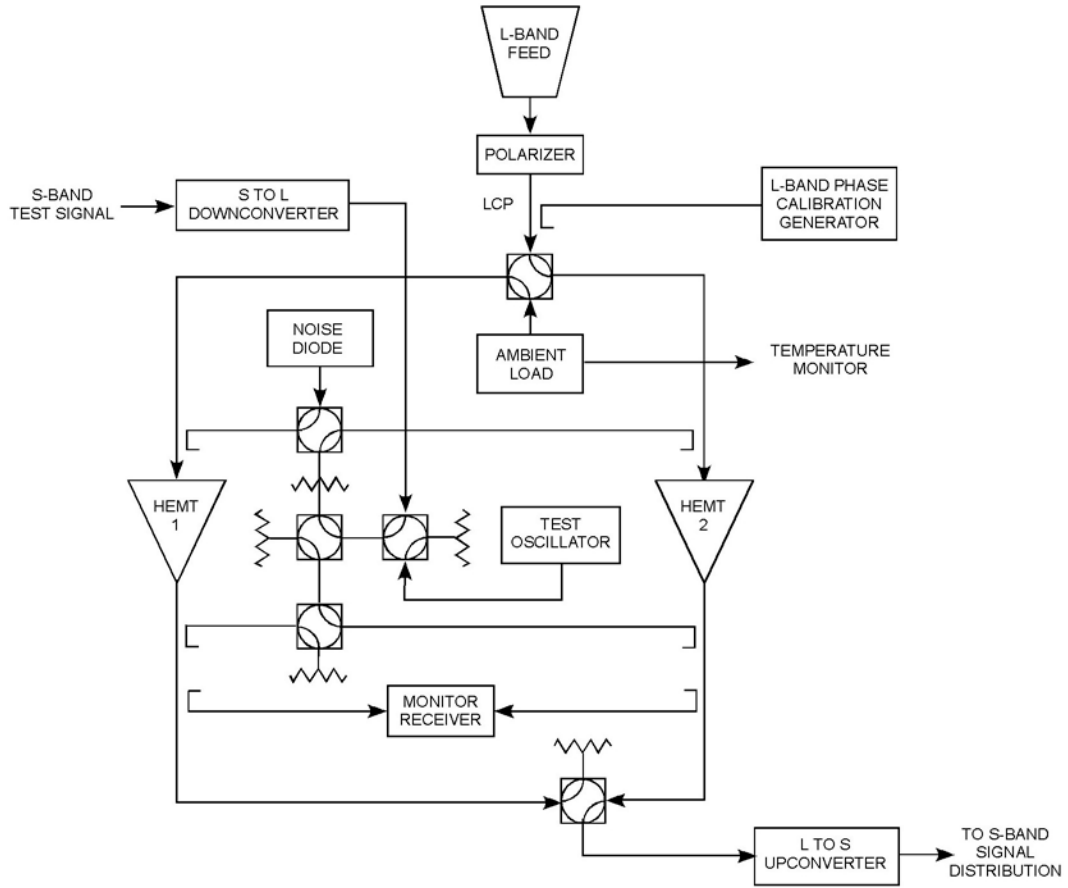 L-BAND
FEED
POLARIZER
LCP
S-BAND
TEST SIGNAL
S TO L
DOWNCONVERTER
L-BAND PHASE
CALIBRATION
GENERATOR
NOISE
DIODE
AMBIENT
LOAD
TEMPERATURE
MONITOR
HEMT
1
TEST
OSCILLATOR
HEMT
2
MONITOR
RECEIVER
L TO S
UPCONVERTER
TO S-BAND
SIGNAL
DISTRIBUTION